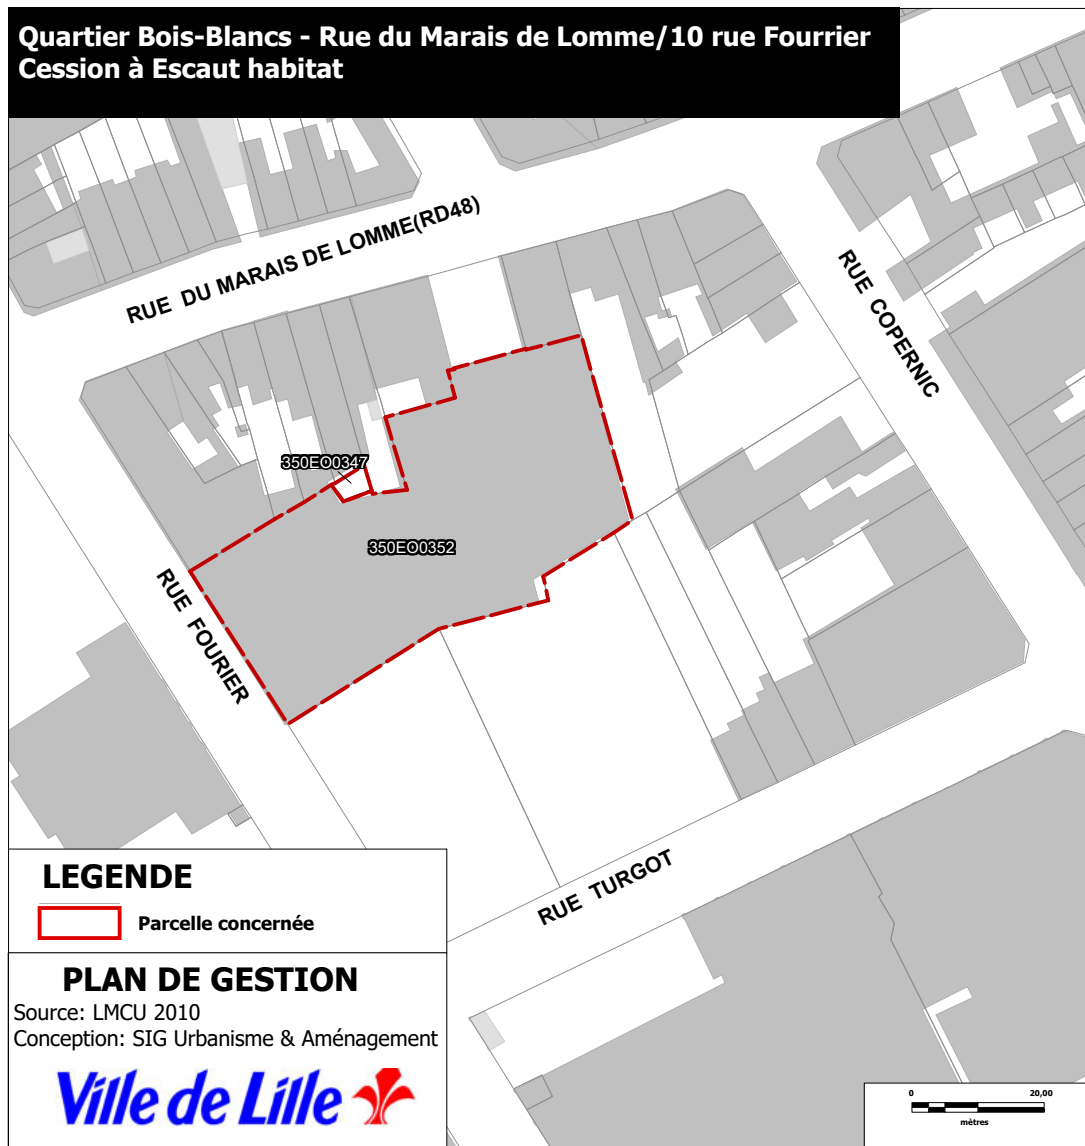 Quartier Bois-Blancs - Rue du Marais de Lomme/10 rue Fourrier
Cession à Escaut habitat
RUE DU MARAIS DE LOMME(RD48)
RUE COPERNIC
350EO0347
350EO0352
RUE FOURIER
RUE TURGOT
LEGENDE
Parcelle concernée
PLAN DE GESTION
Source: LMCU 2010
Conception: SIG Urbanisme & Aménagement
Ville de Lille
0 20,00
mètres